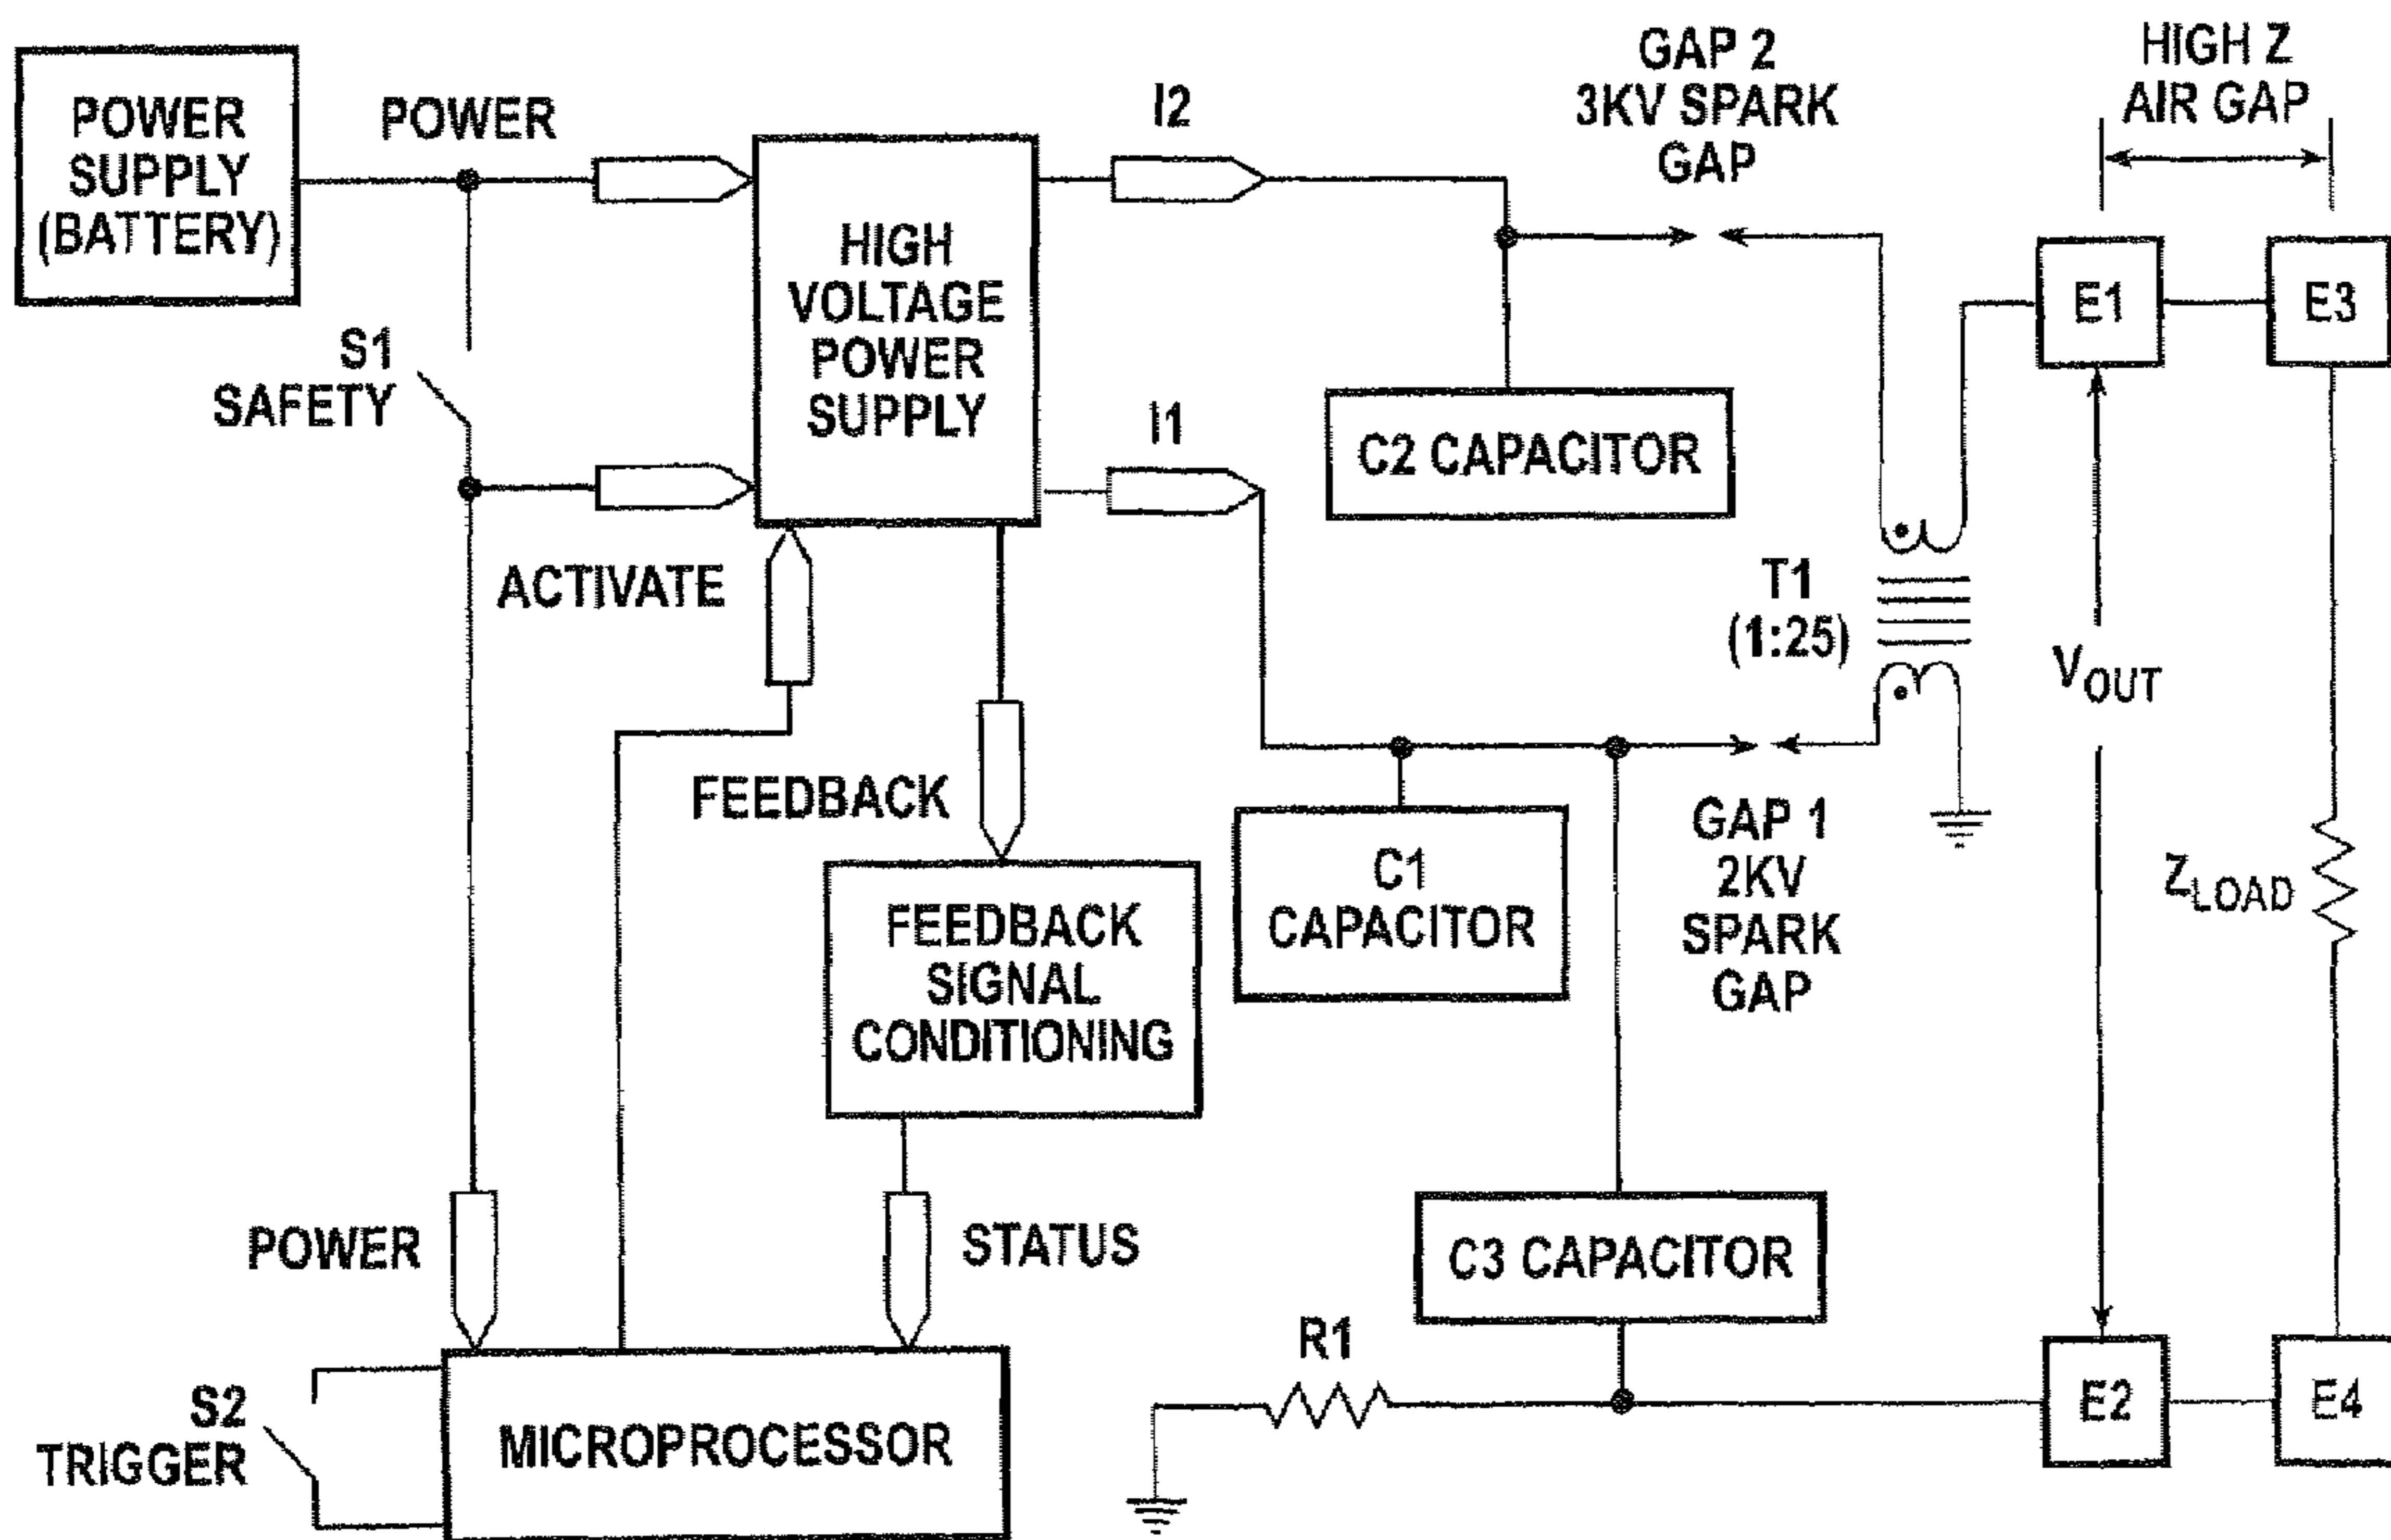 POWER
SUPPLY
(BATTERY)
POWER
I2
GAP 2
3KV SPARK
GAP
HIGH Z
AIR GAP
HIGH
VOLTAGE
POWER
SUPPLY
E1
E3
S1
SAFETY
I1
C2 CAPACITOR
ACTIVATE
T1
(1:25)
VOUT
FEEDBACK
GAP 1
2KV
SPARK
GAP
C1
CAPACITOR
ZLOAD
FEEDBACK
SIGNAL
CONDITIONING
POWER
STATUS
C3 CAPACITOR
R1
S2
TRIGGER
MICROPROCESSOR
E2
E4